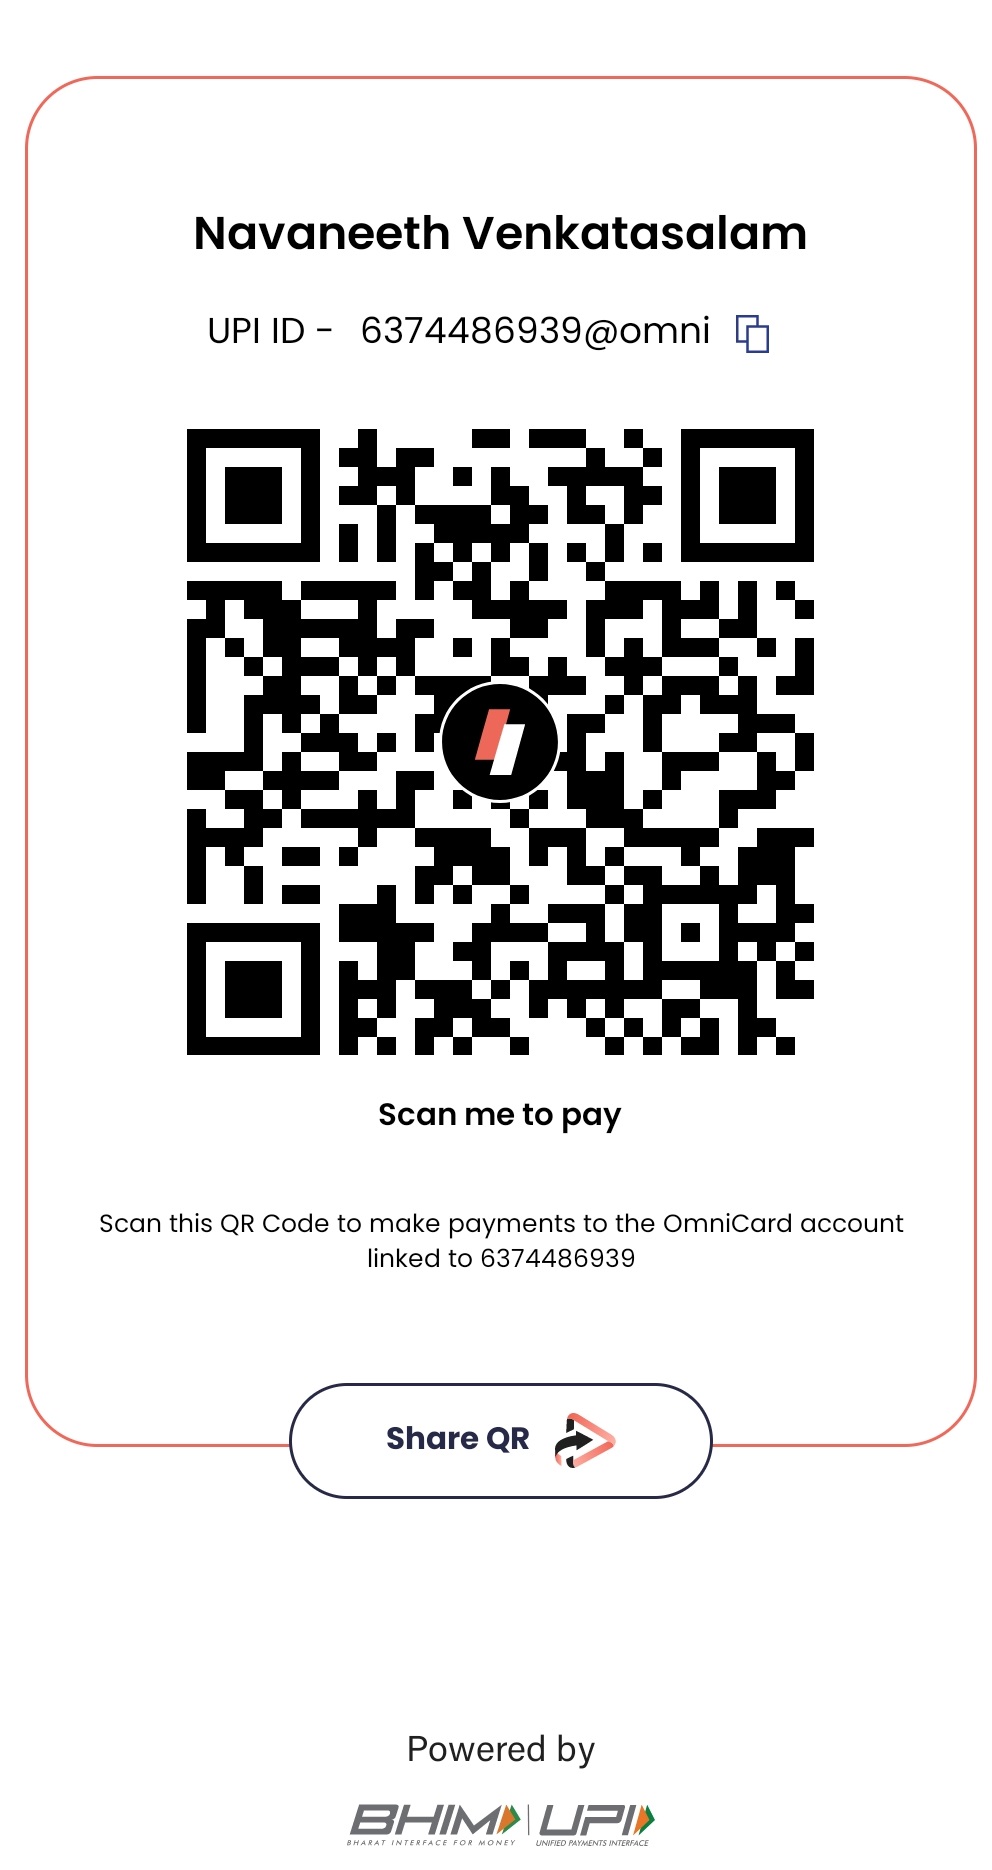 Navaneeth Venkatasalam
UPI ID - 6374486939@omni
Scan me to pay
Scan this QR Code to make payments to the OmniCard account
linked to 6374486939
Share QR
Powered by
BHIM UPI
BHARAT INTERFACE FOR MONEY UNIFIED PAYMENTS INTERFACE